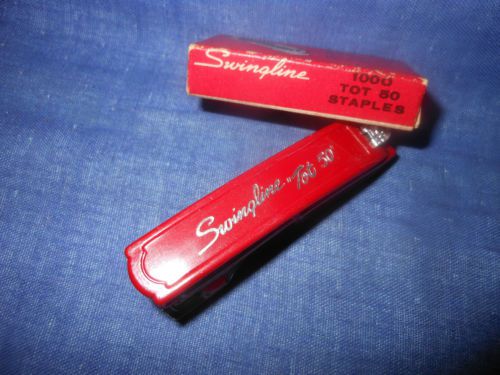 Swingline
1000
TOT 50
STAPLES
Swingline "Tot 50"